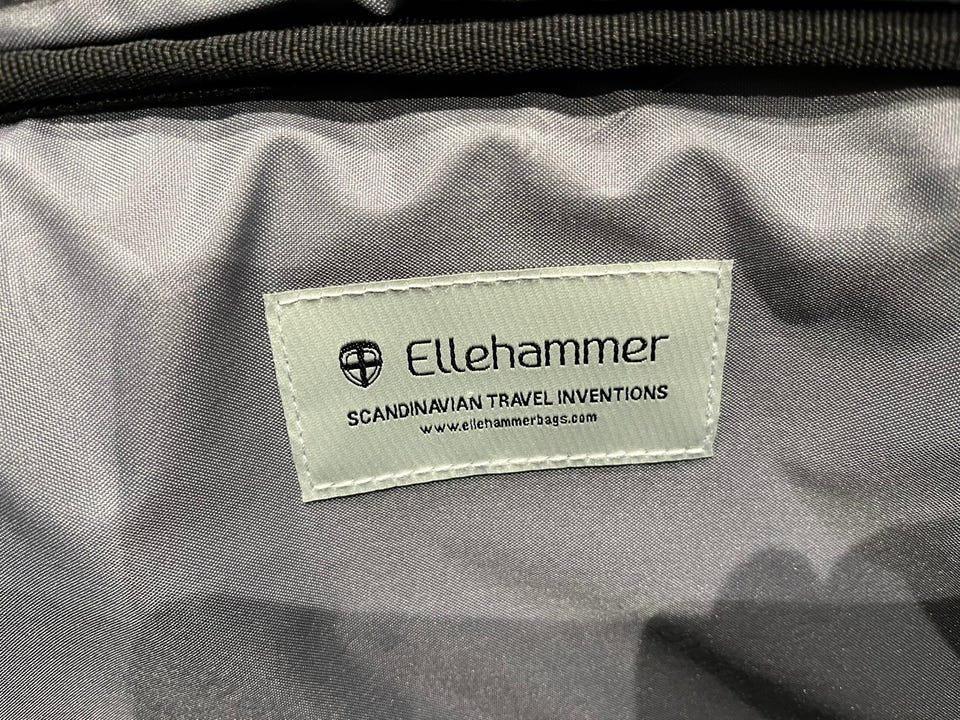 Ellehammer
SCANDINAVIAN TRAVEL INVENTIONS
www.ellehammerbags.com